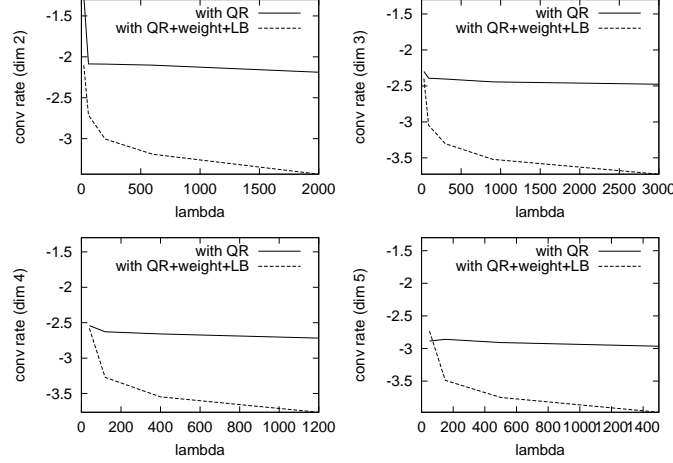 with QR
with QR+weight+LB
-1.5
-2
-2.5
-3
0 500 1000 1500 2000
conv rate (dim 2)
lambda
with QR
with QR+weight+LB
-1.5
-2
-2.5
-3
-3.5
0 500 1000 1500 2000 2500 3000
conv rate (dim 3)
lambda
with QR
with QR+weight+LB
-1.5
-2
-2.5
-3
-3.5
0 200 400 600 800 1000 1200
conv rate (dim 4)
lambda
with QR
with QR+weight+LB
-1.5
-2
-2.5
-3
-3.5
0 200 400 600 800 1000 1200 1400
conv rate (dim 5)
lambda